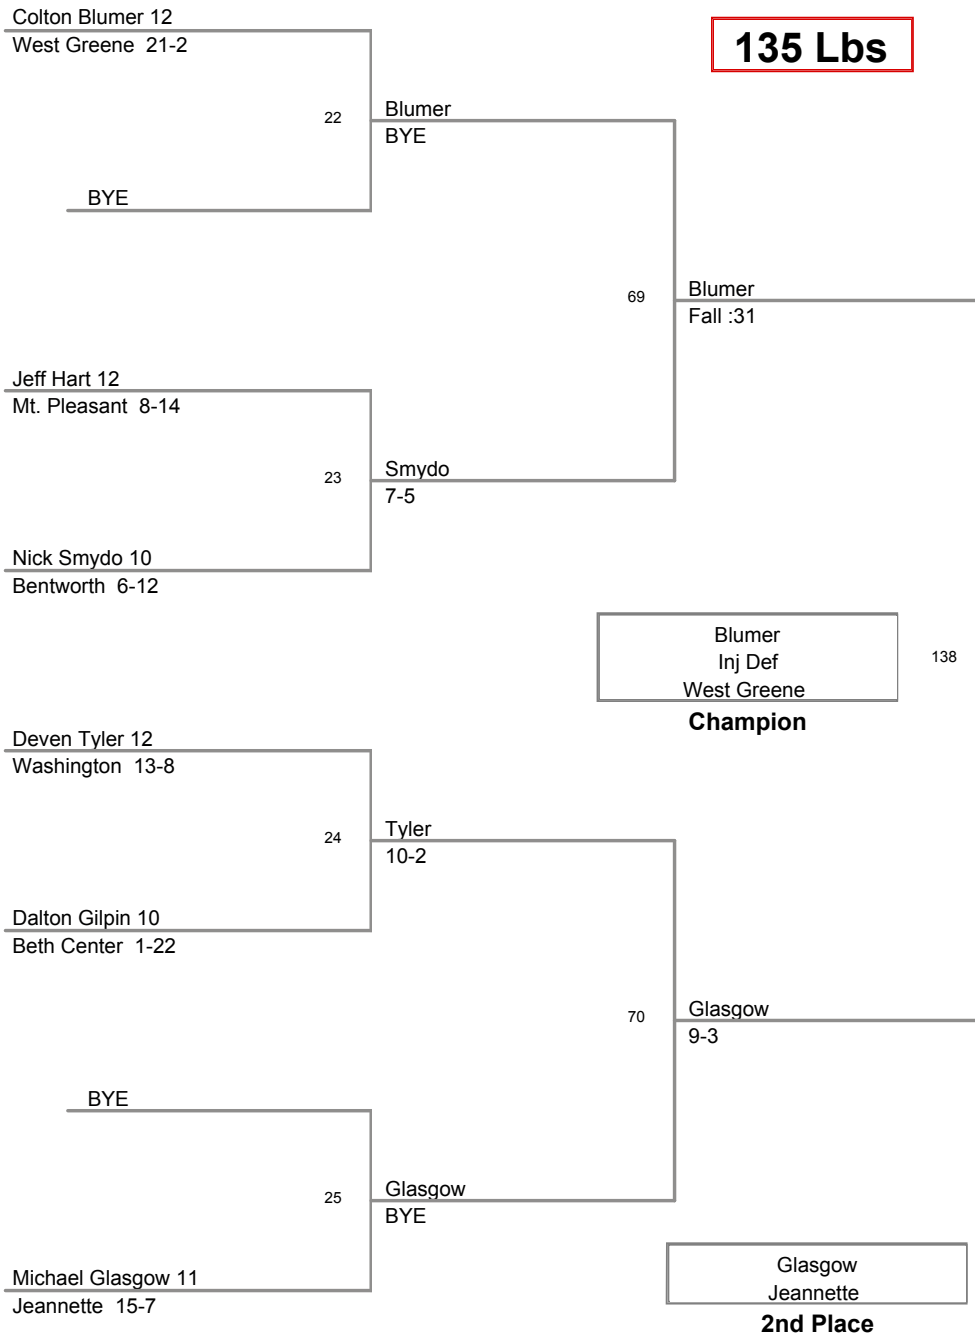 Colton Blumer 12
West Greene  21-2
135 Lbs
22
Blumer
BYE
BYE
69
Blumer
Fall :31
Jeff Hart 12
Mt. Pleasant  8-14
23
Smydo
7-5
Nick Smydo 10
Bentworth  6-12
Blumer
Inj Def
West Greene
138
Champion
Deven Tyler 12
Washington  13-8
24
Tyler
10-2
Dalton Gilpin 10
Beth Center  1-22
70
Glasgow
9-3
BYE
25
Glasgow
BYE
Michael Glasgow 11
Jeannette  15-7
Glasgow
Jeannette
2nd Place